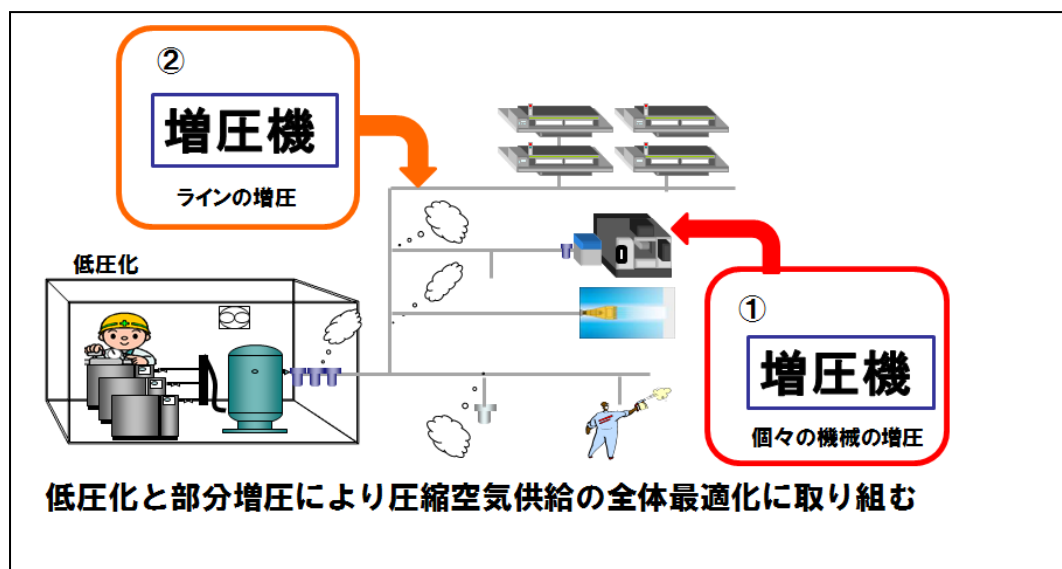 ②
増圧機
ラインの増圧
低圧化
①
増圧機
個々の機械の増圧
低圧化と部分増圧により圧縮空気供給の全体最適化に取り組む